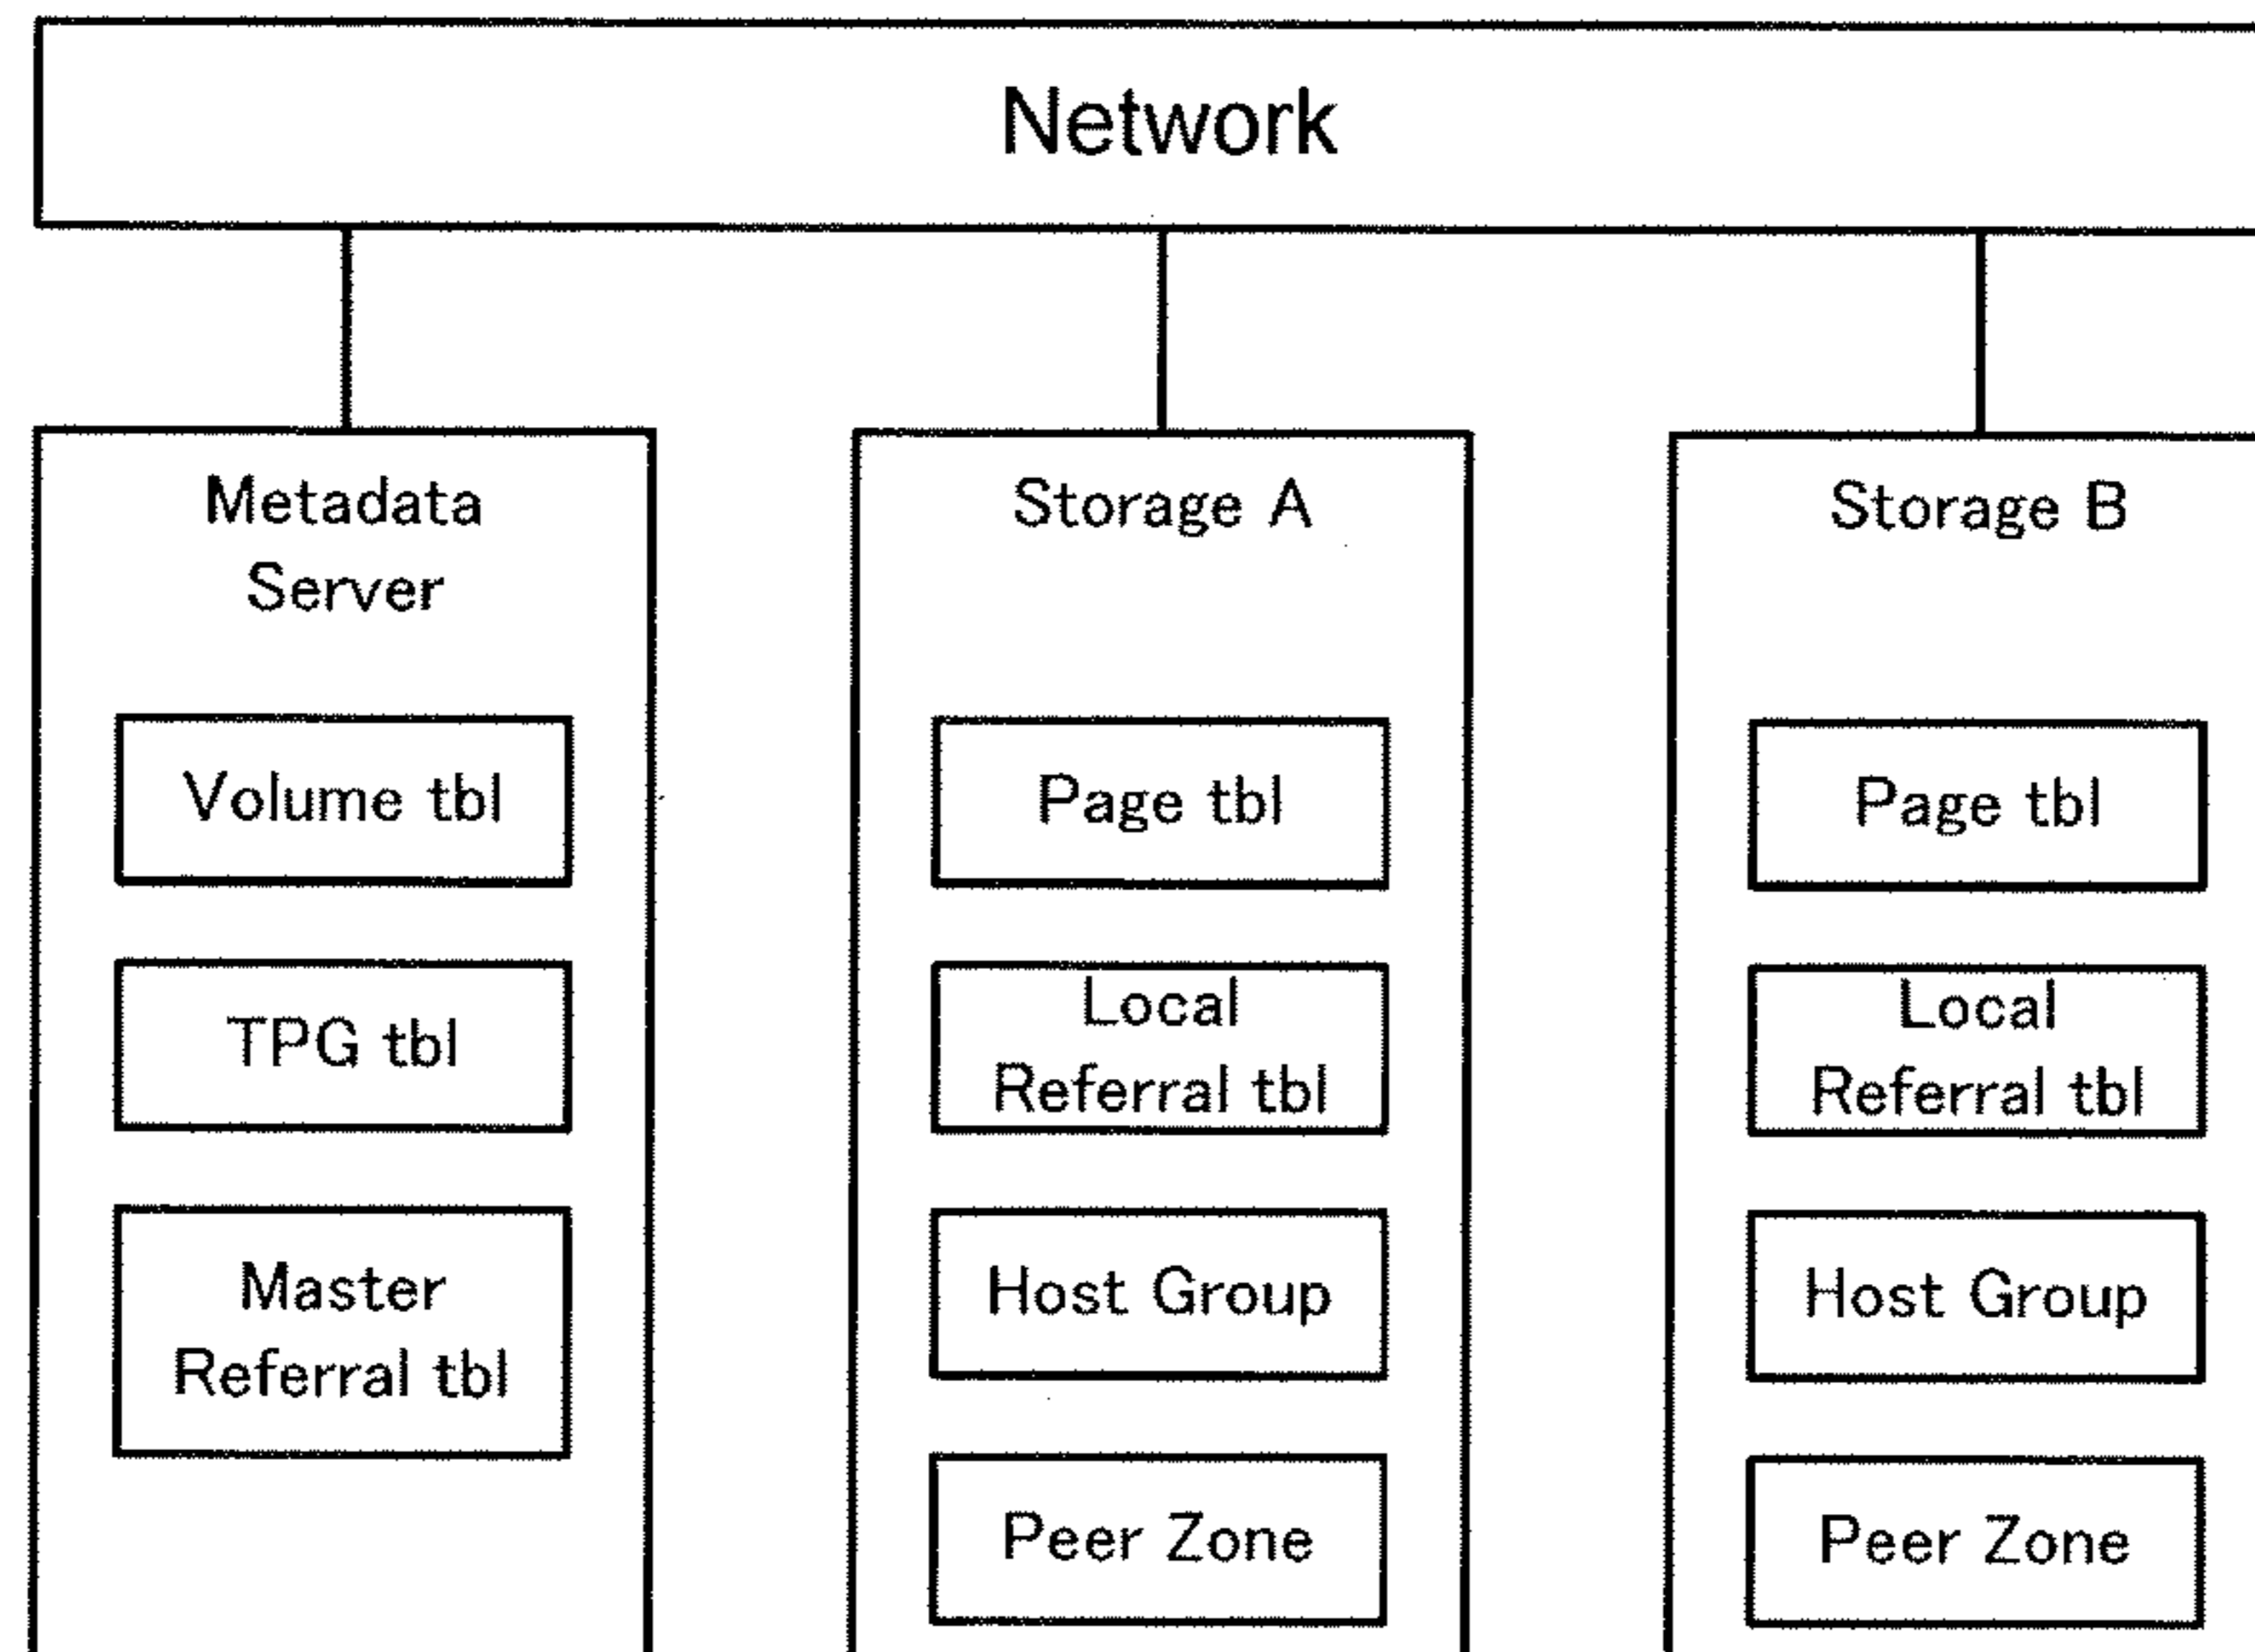 Network
Metadata
Server
Volume tbl
TPG tbl
Master
Referral tbl
Storage A
Page tbl
Local
Referral tbl
Host Group
Peer Zone
Storage B
Page tbl
Local
Referral tbl
Host Group
Peer Zone